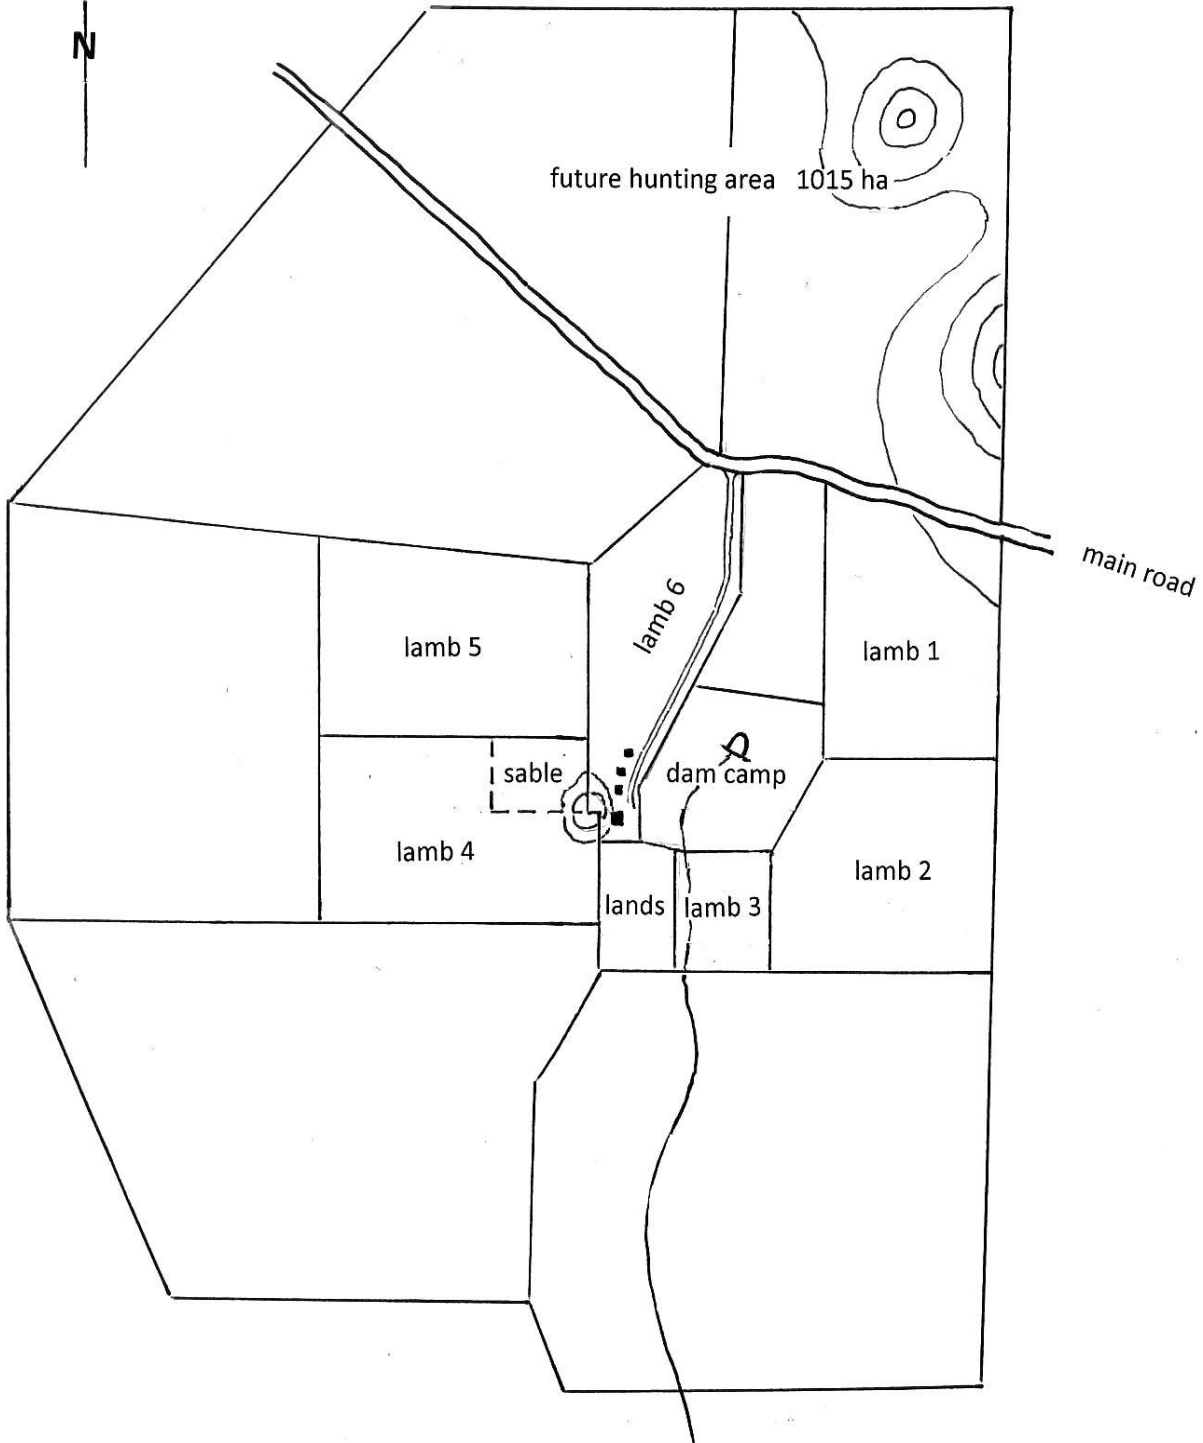 N
future hunting area 1015 ha
main road
lamb 6
lamb 5
lamb 1
sable
dam camp
lamb 4
lamb 2
lands
lamb 3